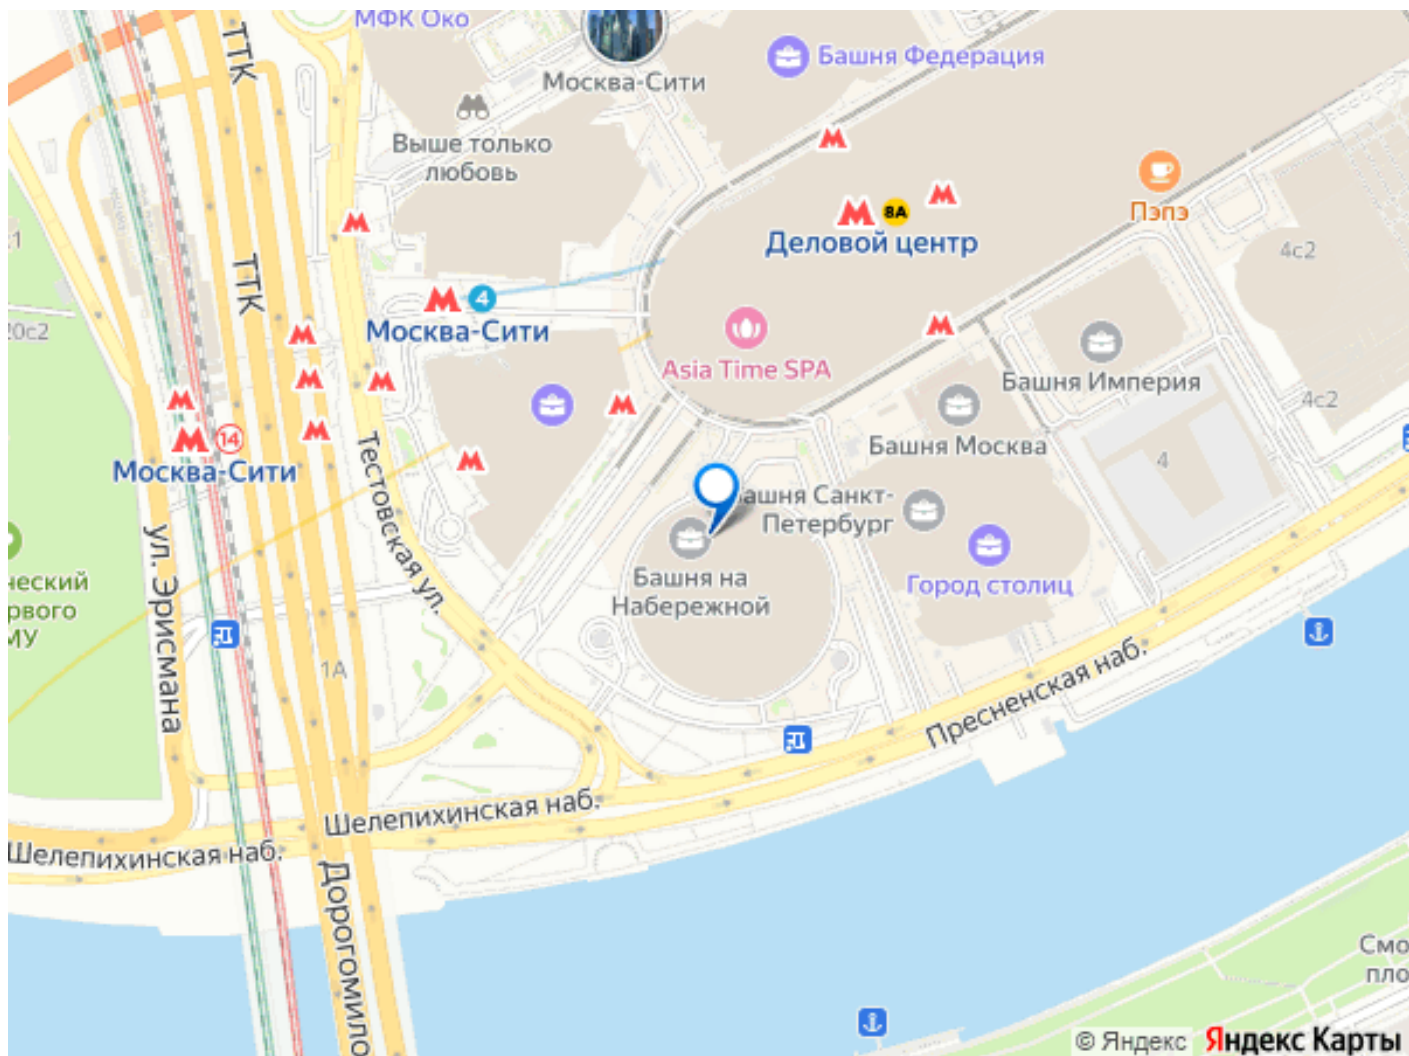 МФК Око
ТТК
Башня Федерация
Москва-Сити
Выше только
любовь
Пэпэ
8А
Деловой центр
4с2
ТТК
4
Москва-Сити
20с2
Asia Time SPA
Башня Империя
4с2
Башня Москва
14
Москва-Сити
4
Тестовская ул.
Башня Санкт-
Петербург
ул. Эрисмана
Башня на
Набережной
Город столиц
ческий
рвого
МУ
1А
Пресненская наб.
Шелепихинская наб.
Шелепихинская наб.
Дорогомило
Смо
пло
© Яндекс Яндекс Карты